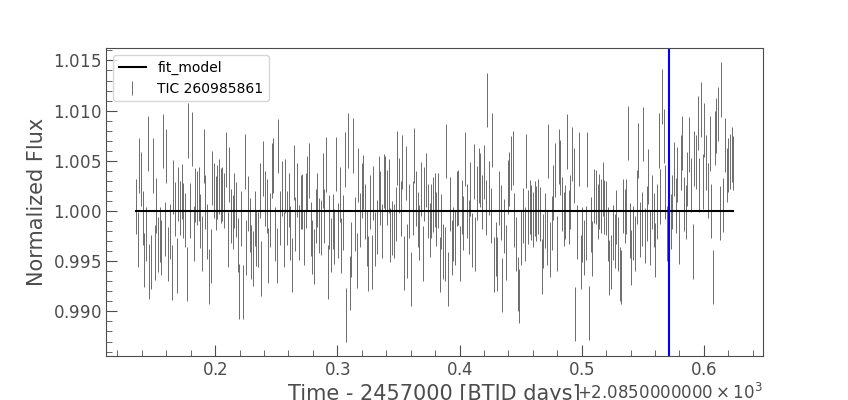 1.015
1.010
1.005
1.000
0.995
0.990
Normalized Flux
fit_model
TIC 260985861
0.2 0.3 0.4 0.5 0.6
Time - 2457000 [BTJD days]
+2.0850000000 × 10³